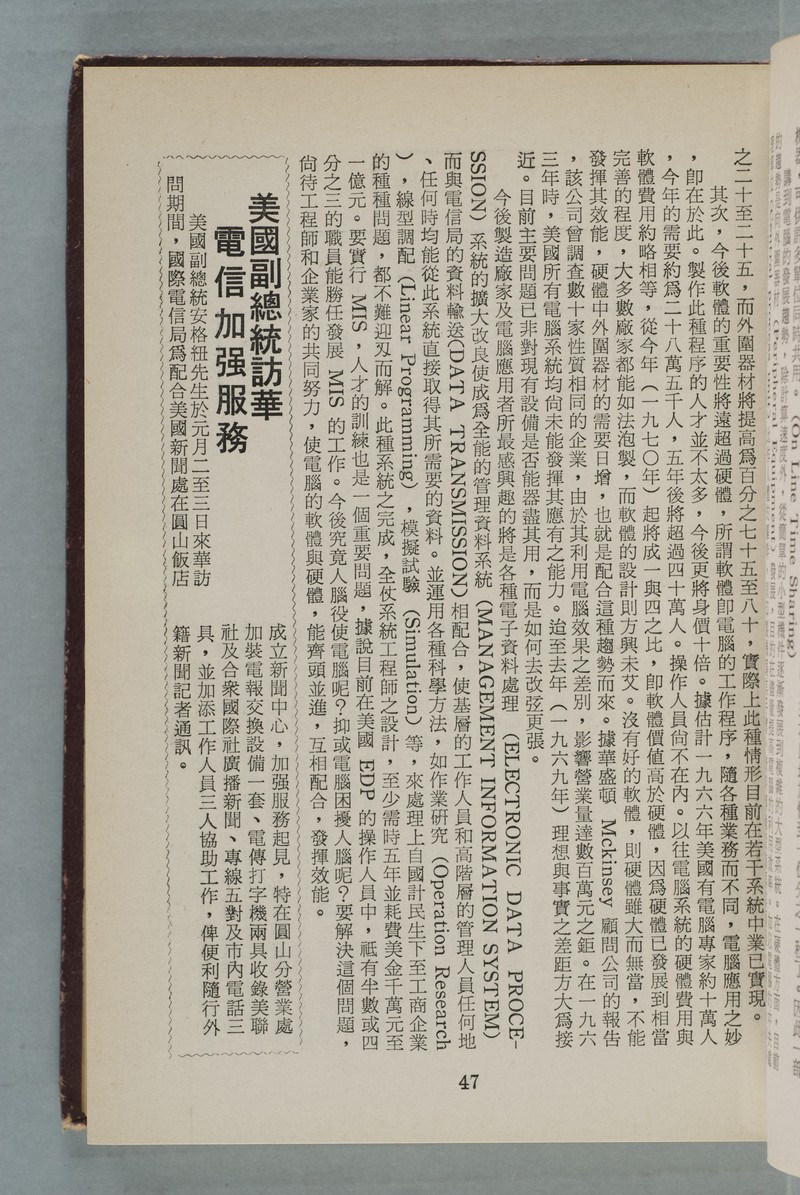 之二十至二十五，而外圍器材將提高爲百分之七十五至八十，實際上此種情形目前在若干系統中業已實現。
其次，今後軟體的重要性將遠超過硬體，所謂軟體卽電腦的工作程序，隨各種業務而不同，電腦應用之妙
，卽在於此。製作此種程序的人才並不太多，今後更將身價十倍。據估計一九六六年美國有電腦專家約十萬人
，今年的需要約爲二十八萬五千人，五年後將超過四十萬人。操作人員尙不在內。以往電腦系統的硬體費用與
軟體費用約略相等，從今年（一九七〇年）起將成一與四之比，卽軟體價值高於硬體，因爲硬體已發展到相當
完善的程度，大多數廠家都能如法泡製，而軟體的設計則方興未艾。沒有好的軟體，則硬體雖大而無當，不能
發揮其效能，硬體中外圍器材的需要日增，也就是配合這種趨勢而來。據華盛頓 Mckinsey 顧問公司的報告
，該公司曾調查數十家性質相同的企業，由於其利用電腦效果之差別，影響營業量達數百萬元之鉅。在一九六
三年時，美國所有電腦系統均尙未能發揮其應有之能力。迨至去年（一九六九年）理想與事實之差距方大爲接
近。目前主要問題已非對現有設備是否能器盡其用，而是如何去改弦更張。
今後製造廠家及電腦應用者所最感興趣的將是各種電子資料處理 (ELECTRONIC DATA PROCE-
SSION) 系統的擴大改良使成爲全能的管理資料系統 (MANAGEMENT INFORMATION SYSTEM)
而與電信局的資料輸送(DATA TRANSMISSION)相配合，使基層的工作人員和高階層的管理人員任何地
、任何時均能從此系統直接取得其所需要的資料。並運用各種科學方法，如作業研究 (Operation Research
)，線型調配 (Linear Programming)，模擬試驗 (Simulation) 等，來處理上自國計民生下至工商企業
的種種問題，都不難迎刄而解。此種系統之完成，全仗系統工程師之設計，至少需時五年並耗費美金千萬元至
一億元。要實行 MIS，人才的訓練也是一個重要問題，據說目前在美國 EDP 的操作人員中，祗有半數或四
分之三的職員能勝任發展 MIS 的工作。今後究竟人腦役使電腦呢？抑或電腦困擾人腦呢？要解決這個問題，
尙待工程師和企業家的共同努力，使電腦的軟體與硬體，能齊頭並進，互相配合，發揮效能。
美國副總統訪華
電信加强服務
美國副總統安格紐先生於元月二至三日來華訪
問期間，國際電信局爲配合美國新聞處在圓山飯店
成立新聞中心，加强服務起見，特在圓山分營業處
加裝電報交換設備一套、電傳打字機兩具收錄美聯
社及合衆國際社廣播新聞、專線五對及市內電話三
具，並加添工作人員三人協助工作，俾便利隨行外
籍新聞記者通訊。
47
(On Line Time Sharing)